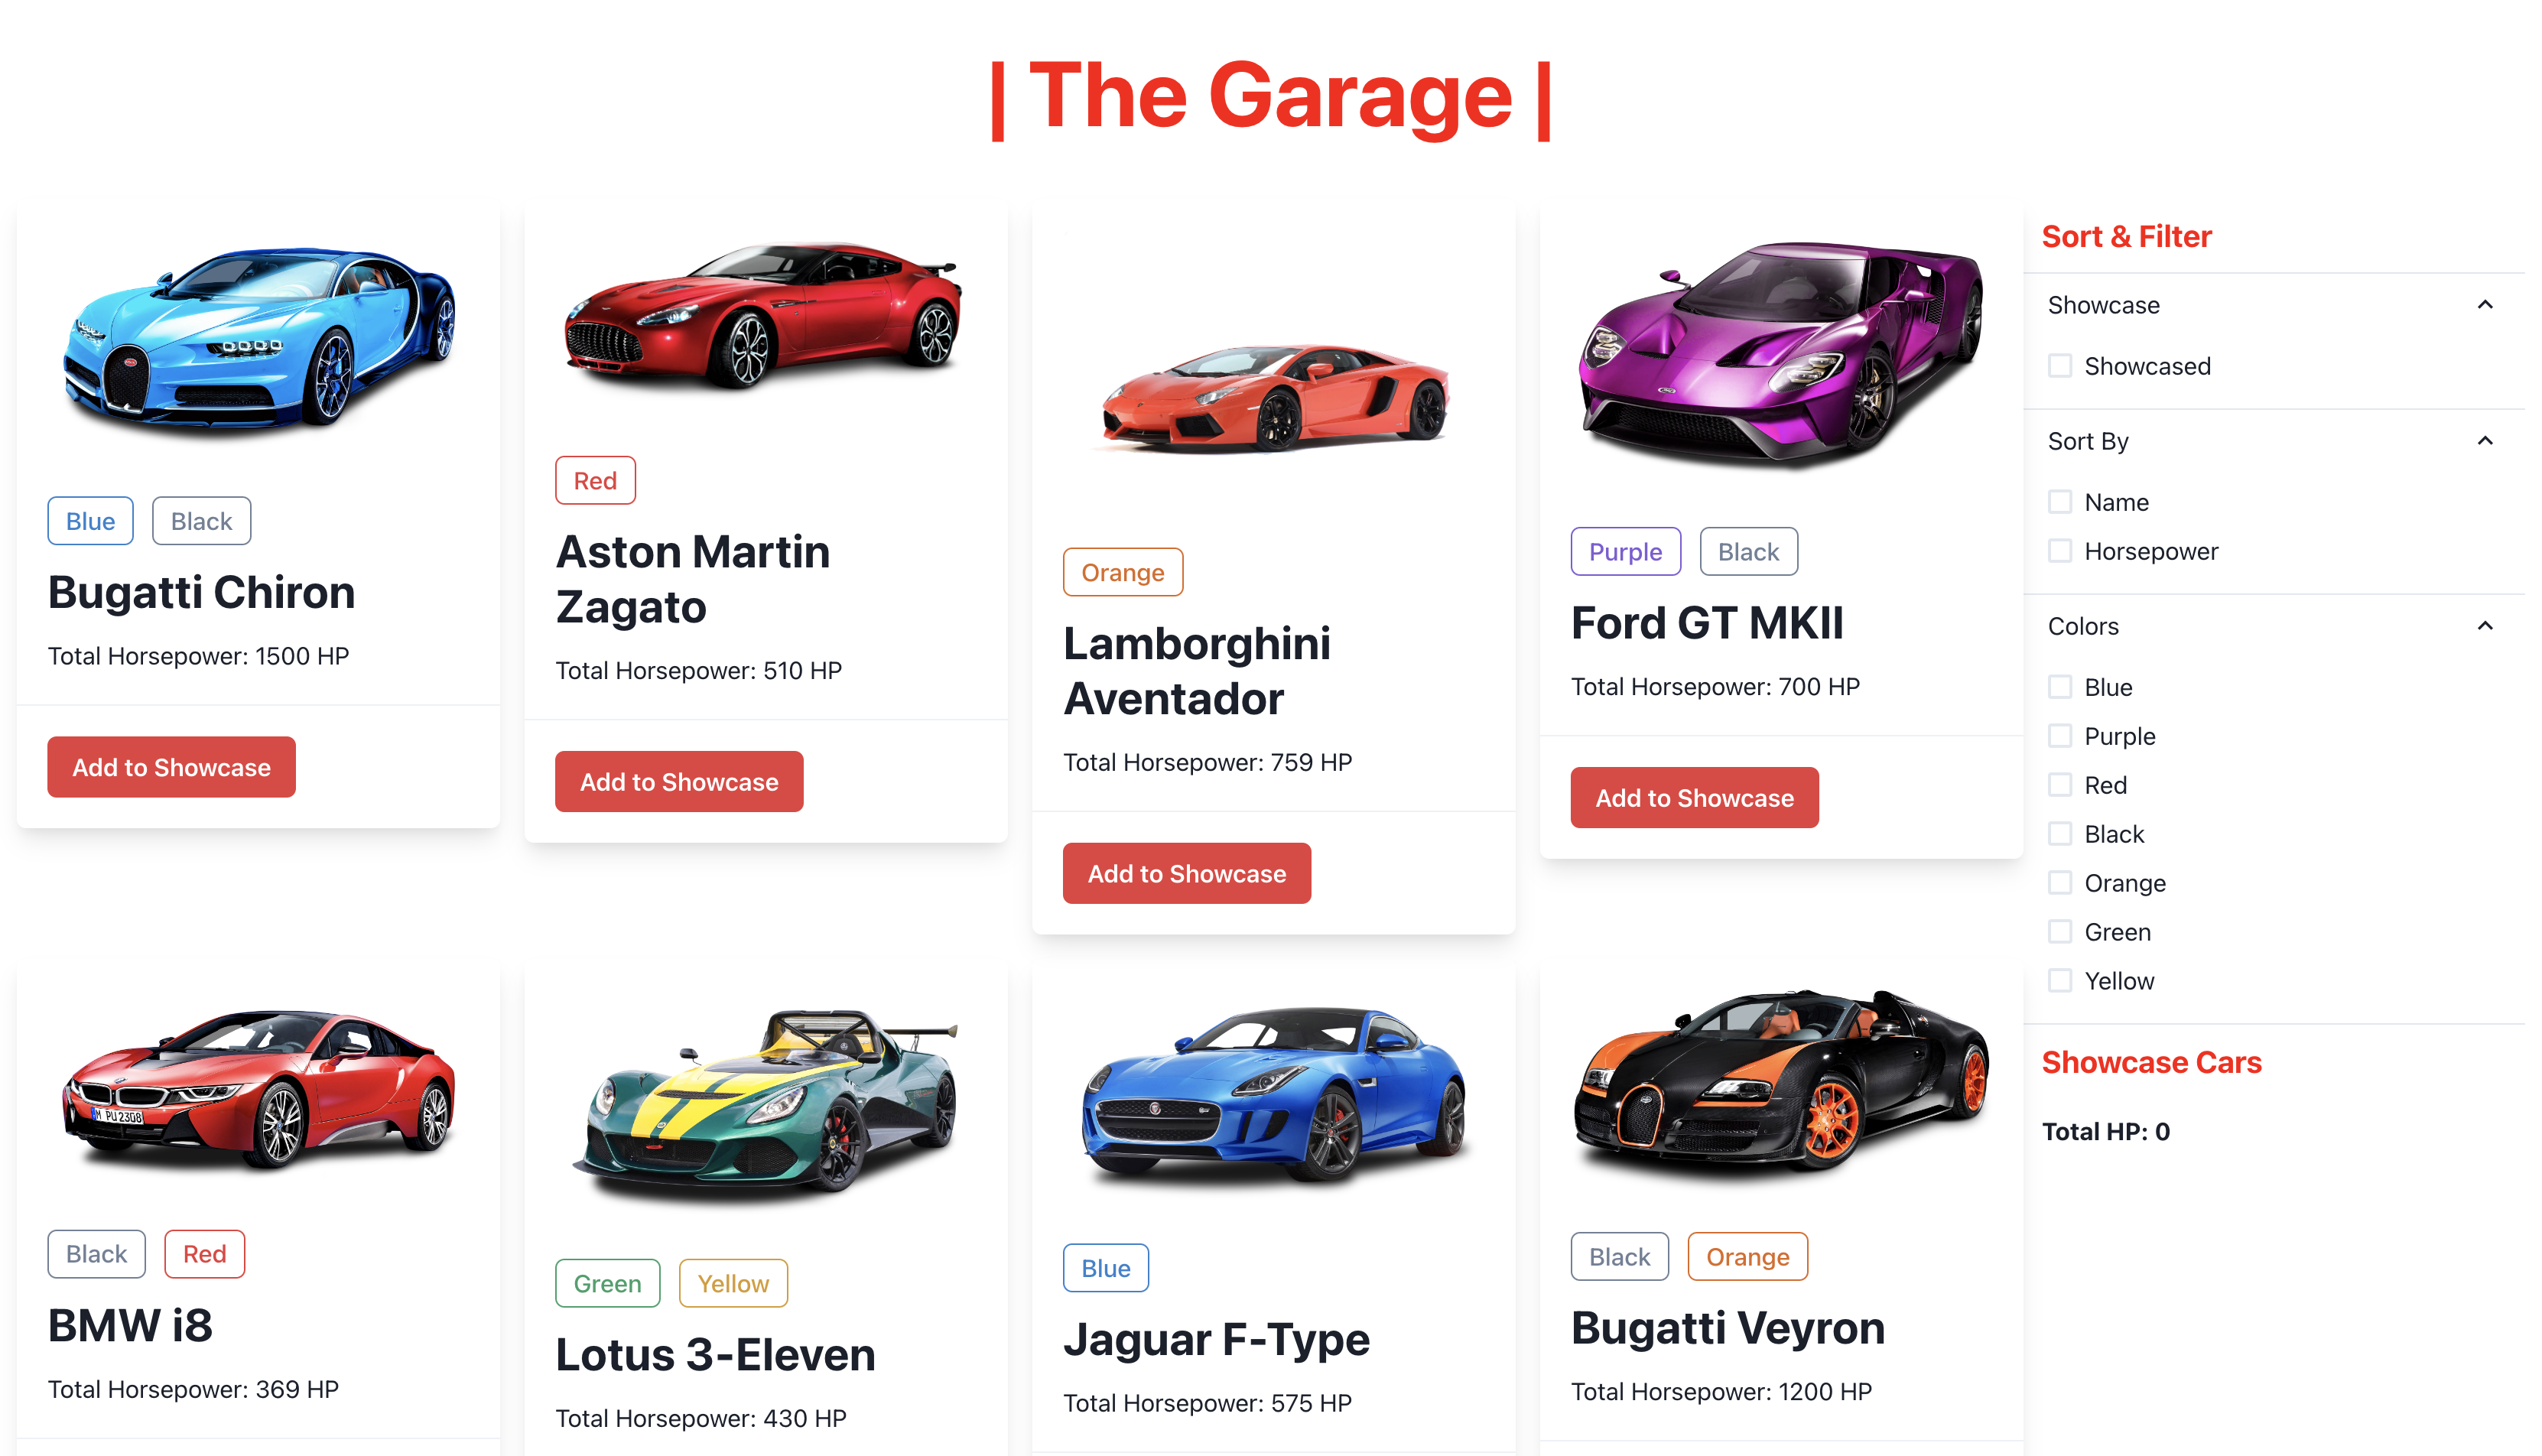 | The Garage |
Blue Black
Bugatti Chiron
Total Horsepower: 1500 HP
Add to Showcase
Red
Aston Martin
Zagato
Total Horsepower: 510 HP
Add to Showcase
Orange
Lamborghini
Aventador
Total Horsepower: 759 HP
Add to Showcase
Purple Black
Ford GT MKII
Total Horsepower: 700 HP
Add to Showcase
M PU 2308
Black Red
BMW i8
Total Horsepower: 369 HP
Green Yellow
Lotus 3-Eleven
Total Horsepower: 430 HP
Blue
Jaguar F-Type
Total Horsepower: 575 HP
Black Orange
Bugatti Veyron
Total Horsepower: 1200 HP
Sort & Filter
Showcase
Showcased
Sort By
Name
Horsepower
Colors
Blue
Purple
Red
Black
Orange
Green
Yellow
Showcase Cars
Total HP: 0